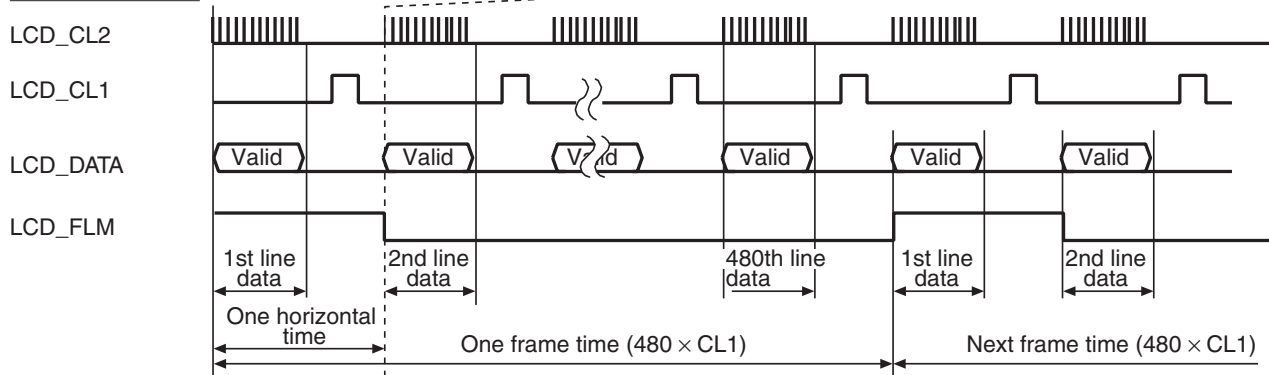 LCD_CL2
LCD_CL1
LCD_DATA
Valid Valid Valid Valid Valid Valid
LCD_FLM
1st line data
2nd line data
480th line data
1st line data
2nd line data
One horizontal time
One frame time (480 × CL1)
Next frame time (480 × CL1)